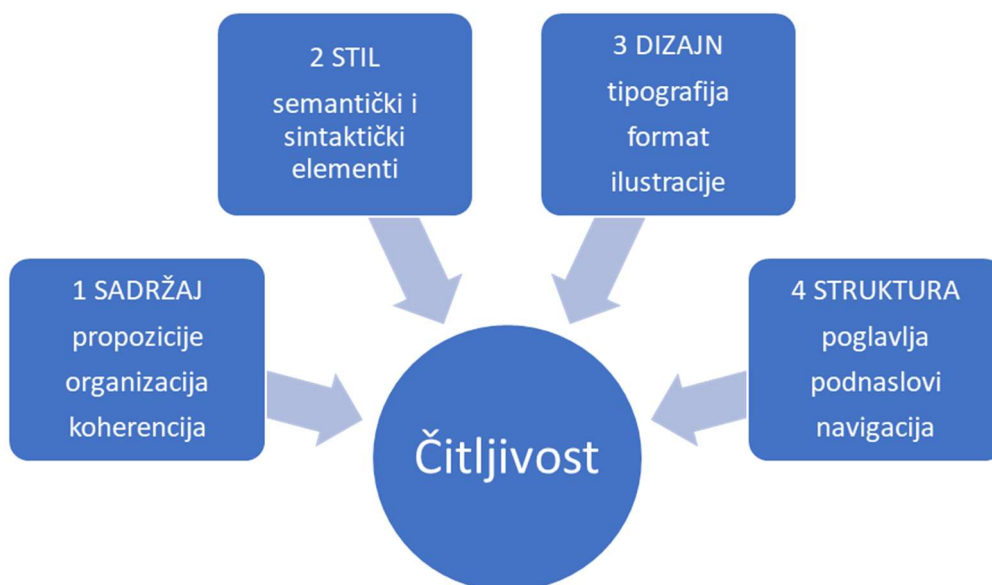 1 SADRŽAJ
propozicije
organizacija
koherencija
2 STIL
semantički i
sintaktički
elementi
3 DIZAJN
tipografija
format
ilustracije
4 STRUKTURA
poglavlja
podnaslovi
navigacija
Čitljivost